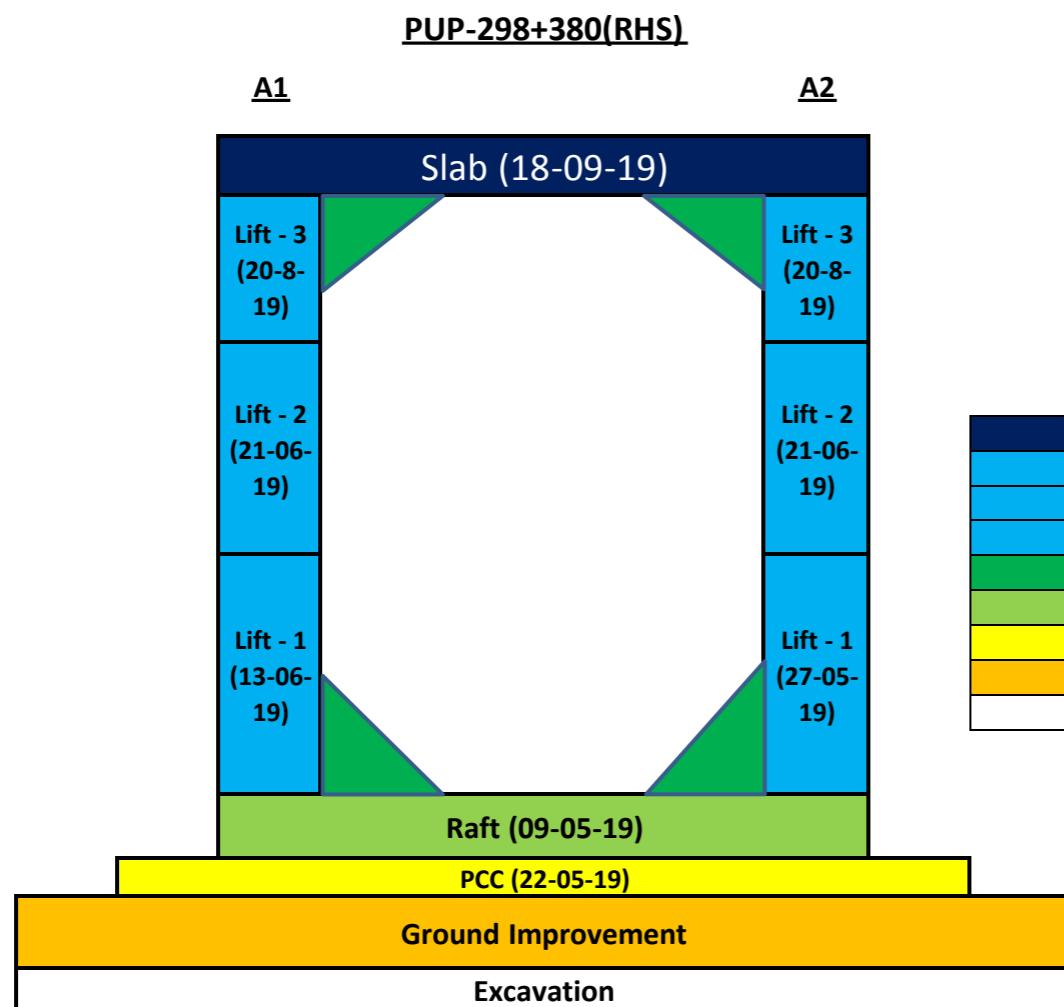 PUP-298+380(RHS)
A1
A2
Slab (18-09-19)
Lift - 3
(20-8-
19)
Lift - 3
(20-8-
19)
Lift - 2
(21-06-
19)
Lift - 2
(21-06-
19)
Lift - 1
(13-06-
19)
Lift - 1
(27-05-
19)
Raft (09-05-19)
PCC (22-05-19)
Ground Improvement
Excavation